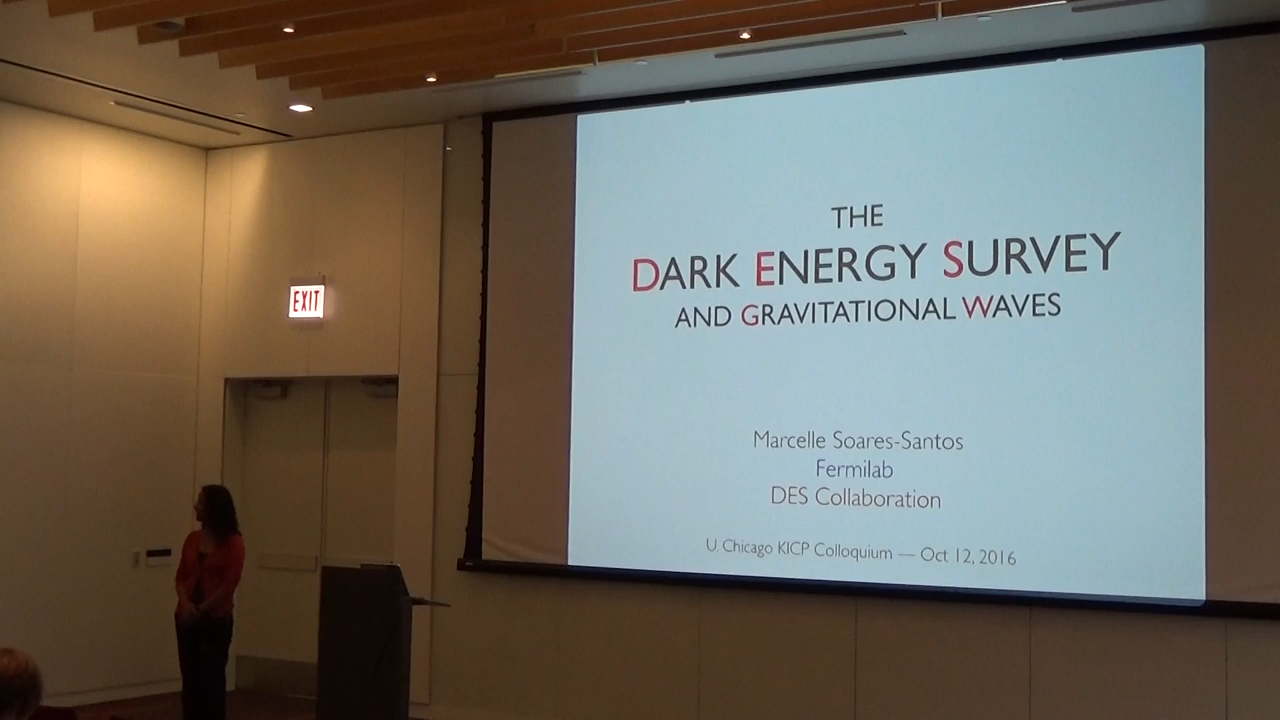 EXIT
THE
DARK ENERGY SURVEY
AND GRAVITATIONAL WAVES
Marcelle Soares-Santos
Fermilab
DES Collaboration
U. Chicago KICP Colloquium — Oct 12, 2016